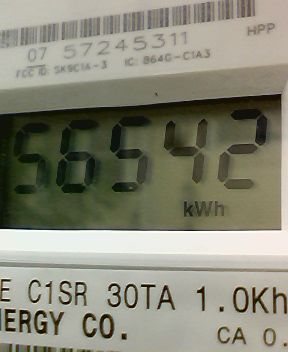 HPP
07 57245311
FCC ID: SK9C1A-3 IC: 864G-C1A3
56542
kWh
E C1SR 30TA 1.0Kh
NERGY CO. CA 0.